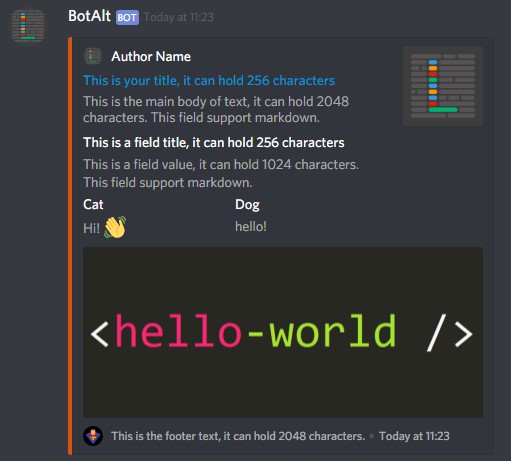 BotAlt BOT Today at 11:23
Author Name
This is your title, it can hold 256 characters
This is the main body of text, it can hold 2048
characters. This field support markdown.
This is a field title, it can hold 256 characters
This is a field value, it can hold 1024 characters.
This field support markdown.
Cat Dog
Hi! 👋 hello!
<hello-world />
This is the footer text, it can hold 2048 characters. • Today at 11:23